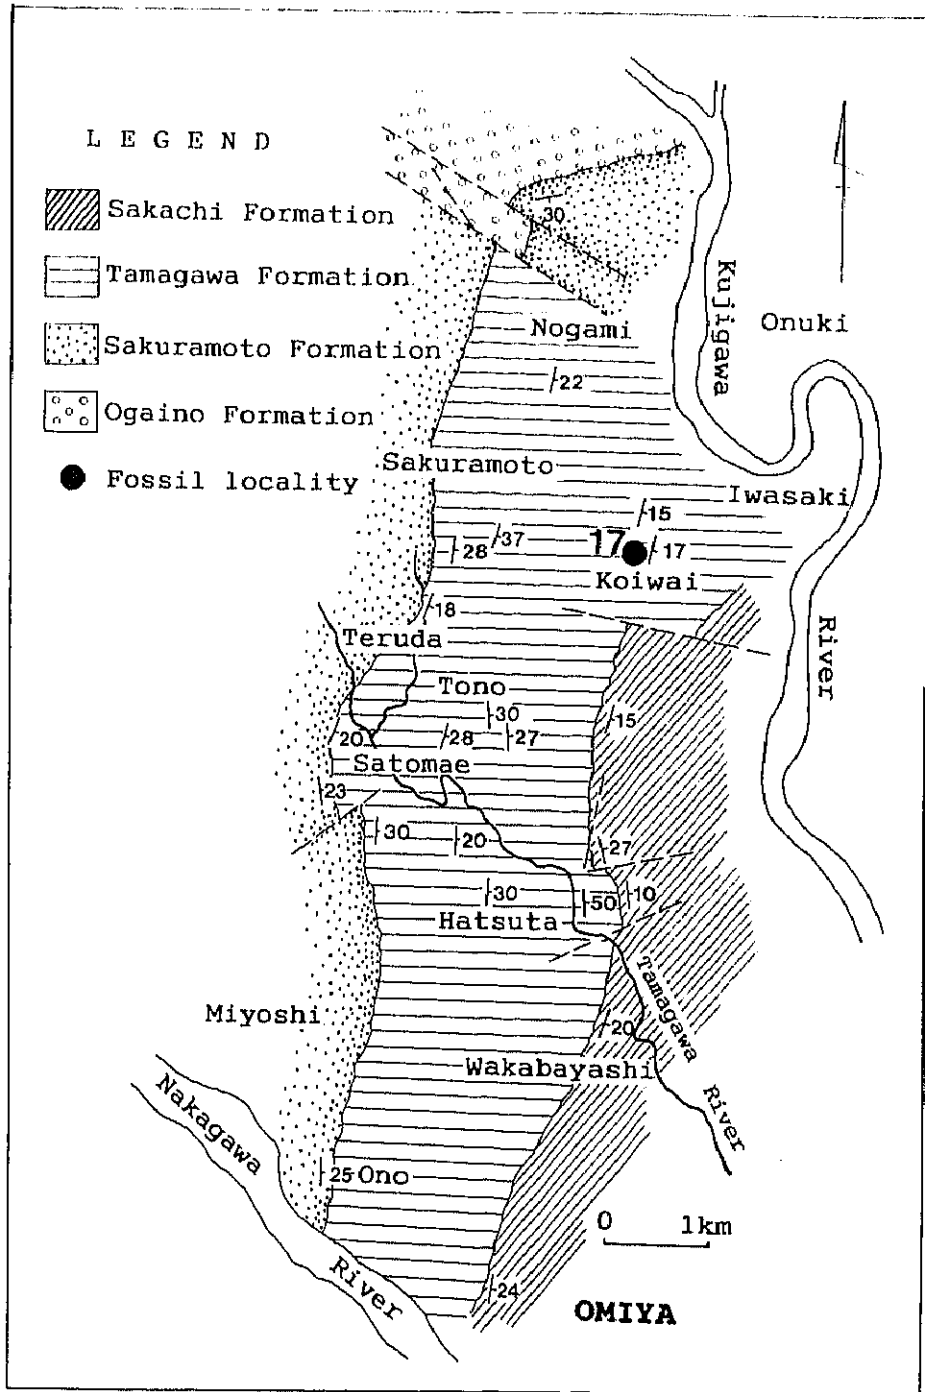 L E G E N D
Sakachi Formation
Tamagawa Formation
Sakuramoto Formation
Ogaino Formation
Fossil locality
30
Kujigawa
Onuki
Nogami
22
Sakuramoto
Iwasaki
15
37
17
17
28
Koiwai
18
River
Teruda
Tono
30
15
20
28
27
Satomae
23
30
20
27
30
50
10
Hatsuta
Tamagawa
Miyoshi
20
Wakabayashi
River
Nakagawa
25
Ono
0 1km
River
24
OMIYA